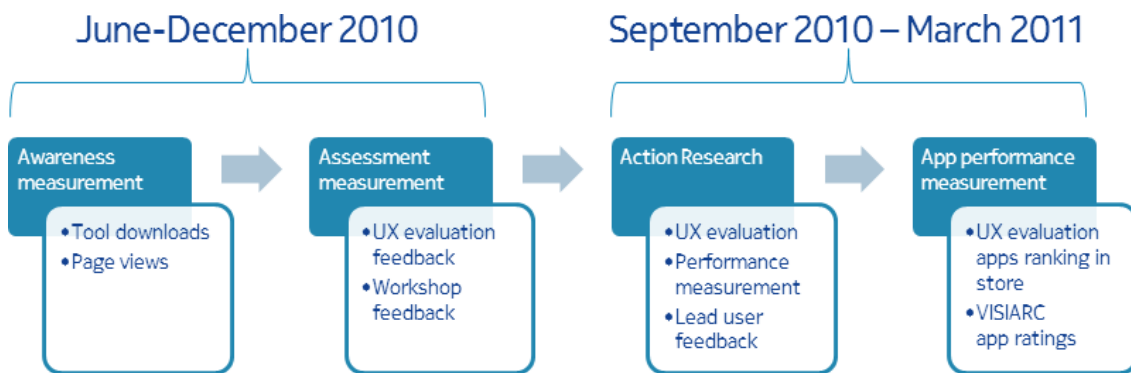 June-December 2010
September 2010 – March 2011
Awareness
measurement
•Tool downloads
•Page views
Assessment
measurement
•UX evaluation
feedback
•Workshop
feedback
Action Research
•UX evaluation
•Performance
measurement
•Lead user
feedback
App performance
measurement
•UX evaluation
apps ranking in
store
•VISIARC
app ratings